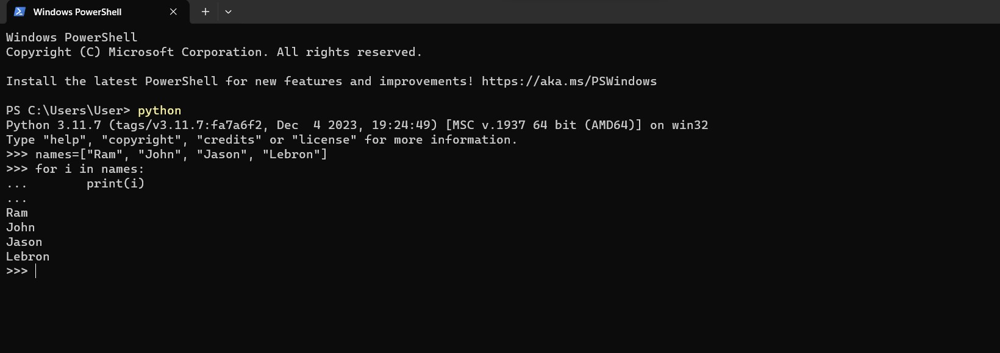 Windows PowerShell
Windows PowerShell
Copyright (C) Microsoft Corporation. All rights reserved.
Install the latest PowerShell for new features and improvements! https://aka.ms/PSWindows
PS C:\Users\User> python
Python 3.11.7 (tags/v3.11.7:fa7a6f2, Dec  4 2023, 19:24:49) [MSC v.1937 64 bit (AMD64)] on win32
Type "help", "copyright", "credits" or "license" for more information.
>>> names=["Ram", "John", "Jason", "Lebron"]
>>> for i in names:
...        print(i)
...
Ram
John
Jason
Lebron
>>>